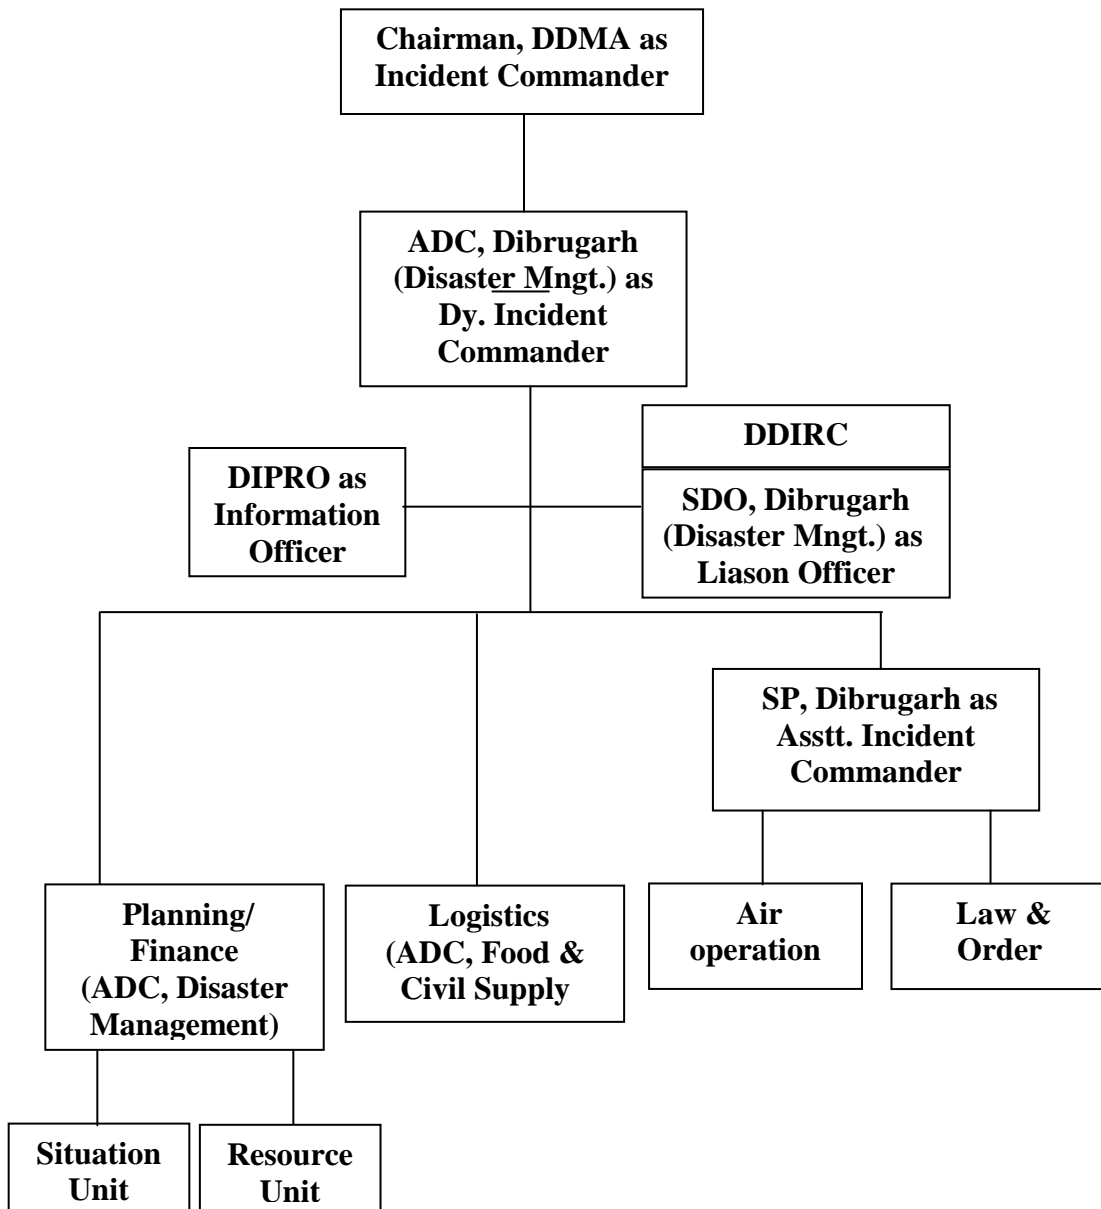 Chairman, DDMA as
Incident Commander
ADC, Dibrugarh
(Disaster Mngt.) as
Dy. Incident
Commander
DDIRC
DIPRO as
Information
Officer
SDO, Dibrugarh
(Disaster Mngt.) as
Liason Officer
SP, Dibrugarh as
Asstt. Incident
Commander
Planning/
Finance
(ADC, Disaster
Management)
Logistics
(ADC, Food &
Civil Supply
Air
operation
Law &
Order
Situation
Unit
Resource
Unit